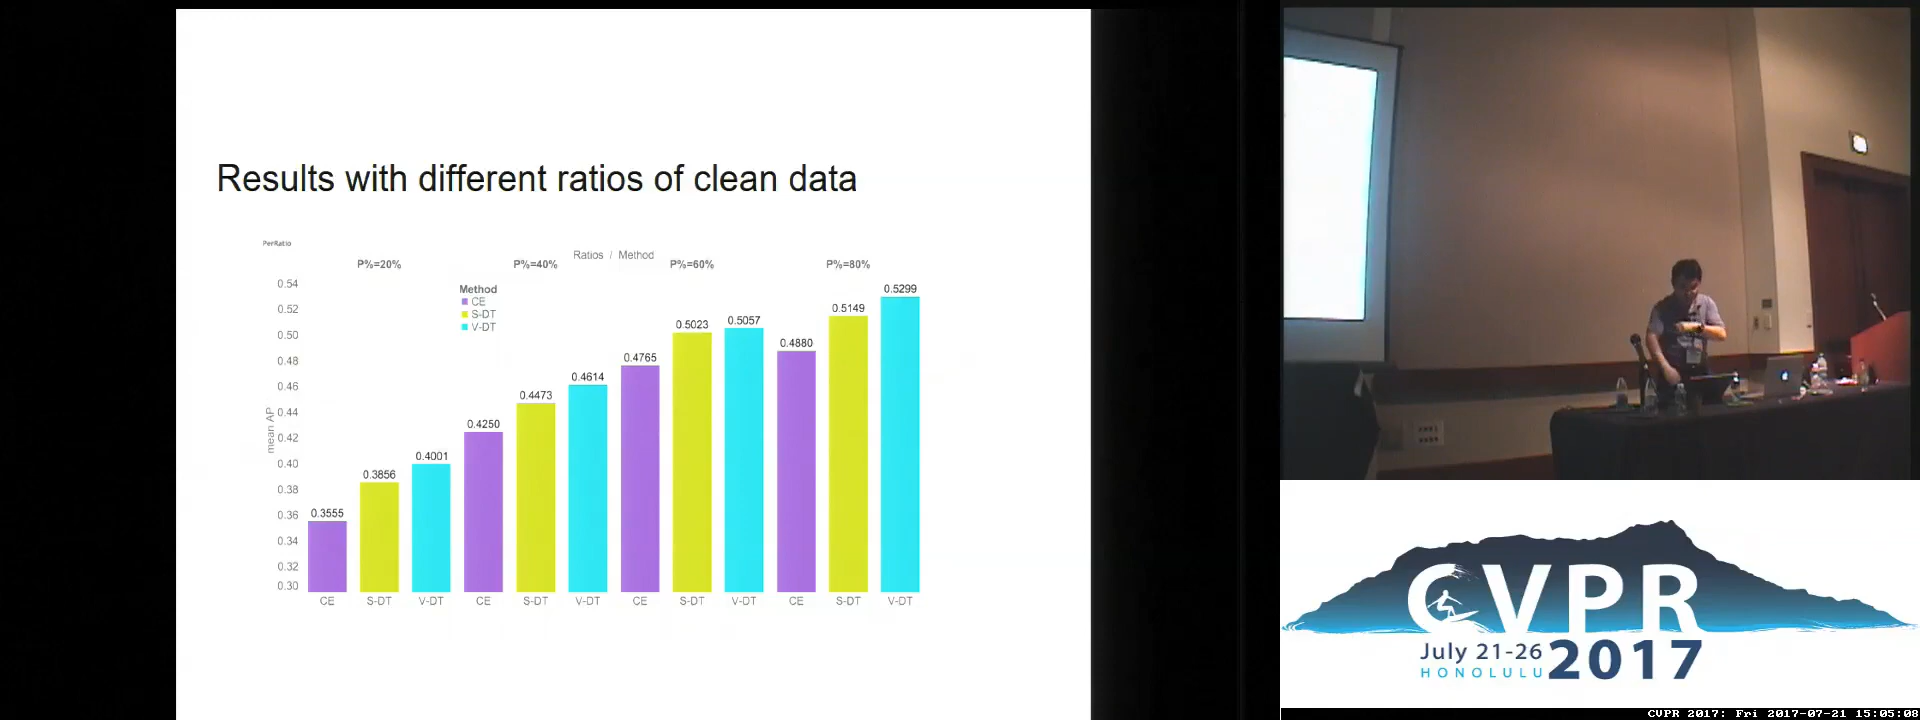 Results with different ratios of clean data
PerRatio
Ratios / Method
P%=20% P%=40% P%=60% P%=80%
Method
CE
S-DT
V-DT
mean AP
0.54
0.52
0.50
0.48
0.46
0.44
0.42
0.40
0.38
0.36
0.34
0.32
0.30
0.3555 0.3856 0.4001 0.4250 0.4473 0.4614 0.4765 0.5023 0.5057 0.4880 0.5149 0.5299
CE S-DT V-DT CE S-DT V-DT CE S-DT V-DT CE S-DT V-DT
CVPR
July 21-26
HONOLULU
2017
CVPR 2017: Fri 2017-07-21 15:05:08